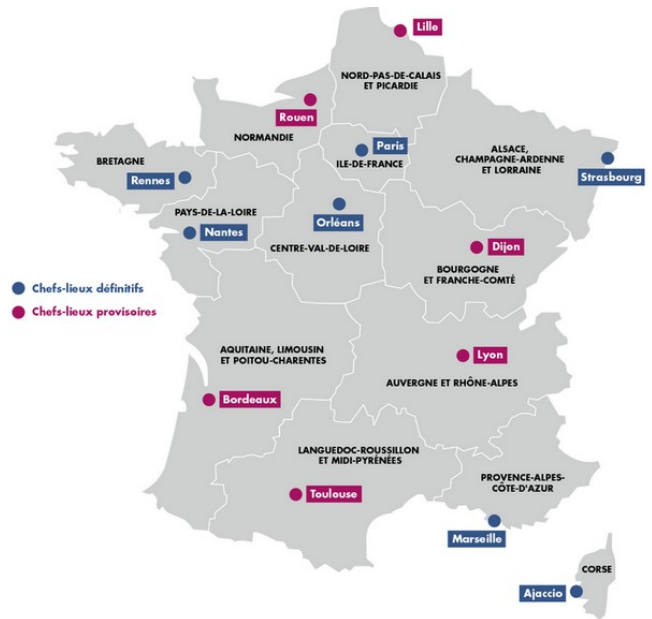 Lille
NORD-PAS-DE-CALAIS
ET PICARDIE
Rouen
NORMANDIE
Paris
ILE-DE-FRANCE
ALSACE,
CHAMPAGNE-ARDENNE
ET LORRAINE
Strasbourg
BRETAGNE
Rennes
PAYS-DE-LA-LOIRE
Nantes
Orléans
CENTRE-VAL-DE-LOIRE
Dijon
BOURGOGNE
ET FRANCHE-COMTÉ
Chefs-lieux définitifs
Chefs-lieux provisoires
AQUITAINE, LIMOUSIN
ET POITOU-CHARENTES
Lyon
AUVERGNE ET RHÔNE-ALPES
Bordeaux
LANGUEDOC-ROUSSILLON
ET MIDI-PYRÉNÉES
Toulouse
PROVENCE-ALPES-
CÔTE-D'AZUR
Marseille
CORSE
Ajaccio